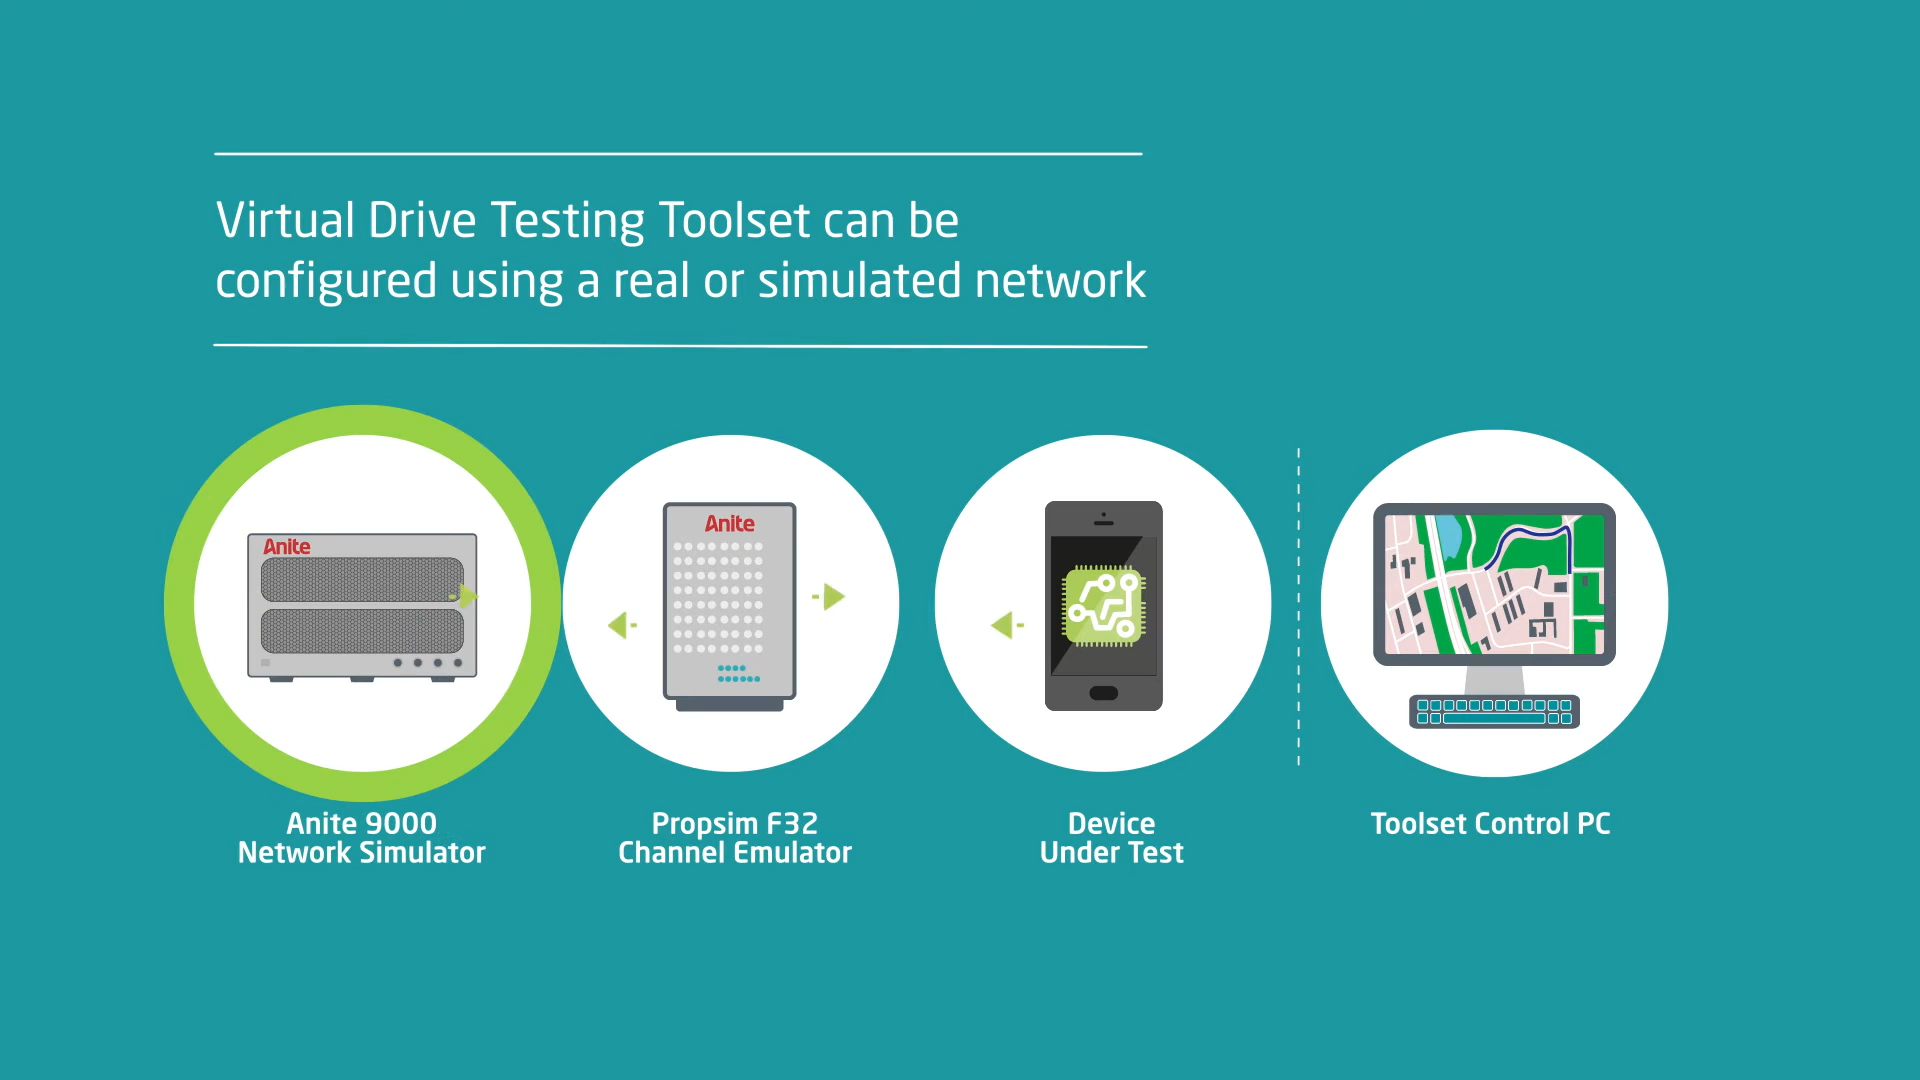 Virtual Drive Testing Toolset can be
configured using a real or simulated network
Anite
Anite
Anite 9000
Network Simulator
Propsim F32
Channel Emulator
Device
Under Test
Toolset Control PC